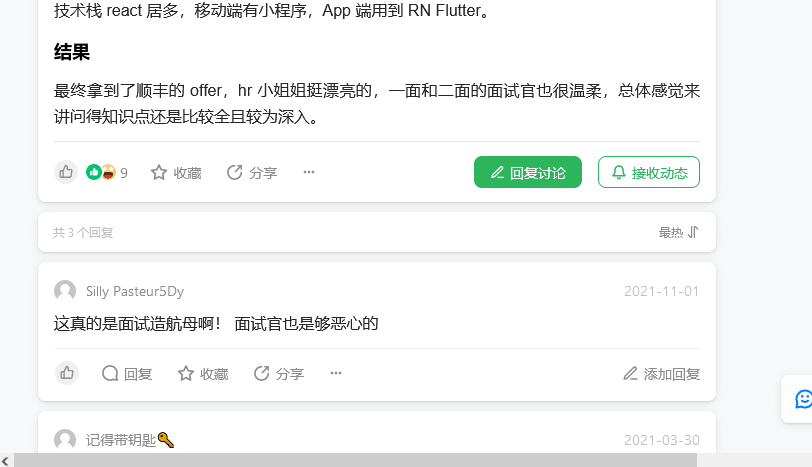 技术栈 react 居多，移动端有小程序，App 端用到 RN Flutter。
结果
最终拿到了顺丰的 offer，hr 小姐姐挺漂亮的，一面和二面的面试官也很温柔，总体感觉来
讲问得知识点还是比较全且较为深入。
9 收藏 分享 ··· 回复讨论 接收动态
共 3 个回复 最热
Silly Pasteur5Dy 2021-11-01
这真的是面试造航母啊！ 面试官也是够恶心的
回复 收藏 分享 ··· 添加回复
记得带钥匙🔑 2021-03-30